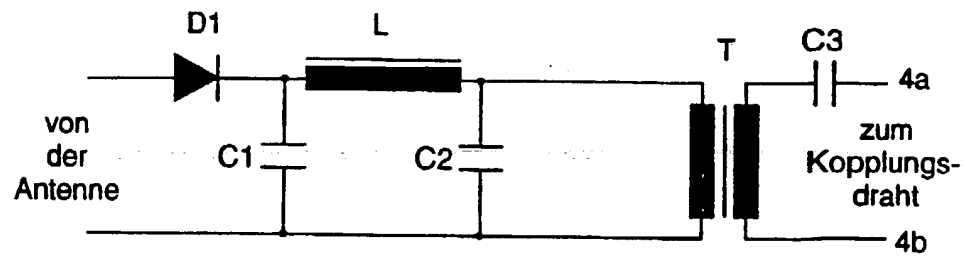 D1
L
T
C3
4a
von
der
Antenne
C1
C2
zum
Kopplungs-
draht
4b